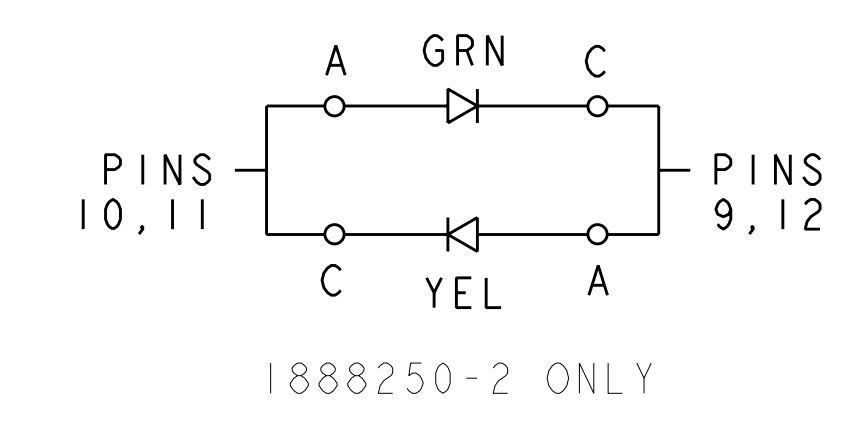 A GRN C
PINS PINS
10,11 9,12
C YEL A
1888250-2 ONLY